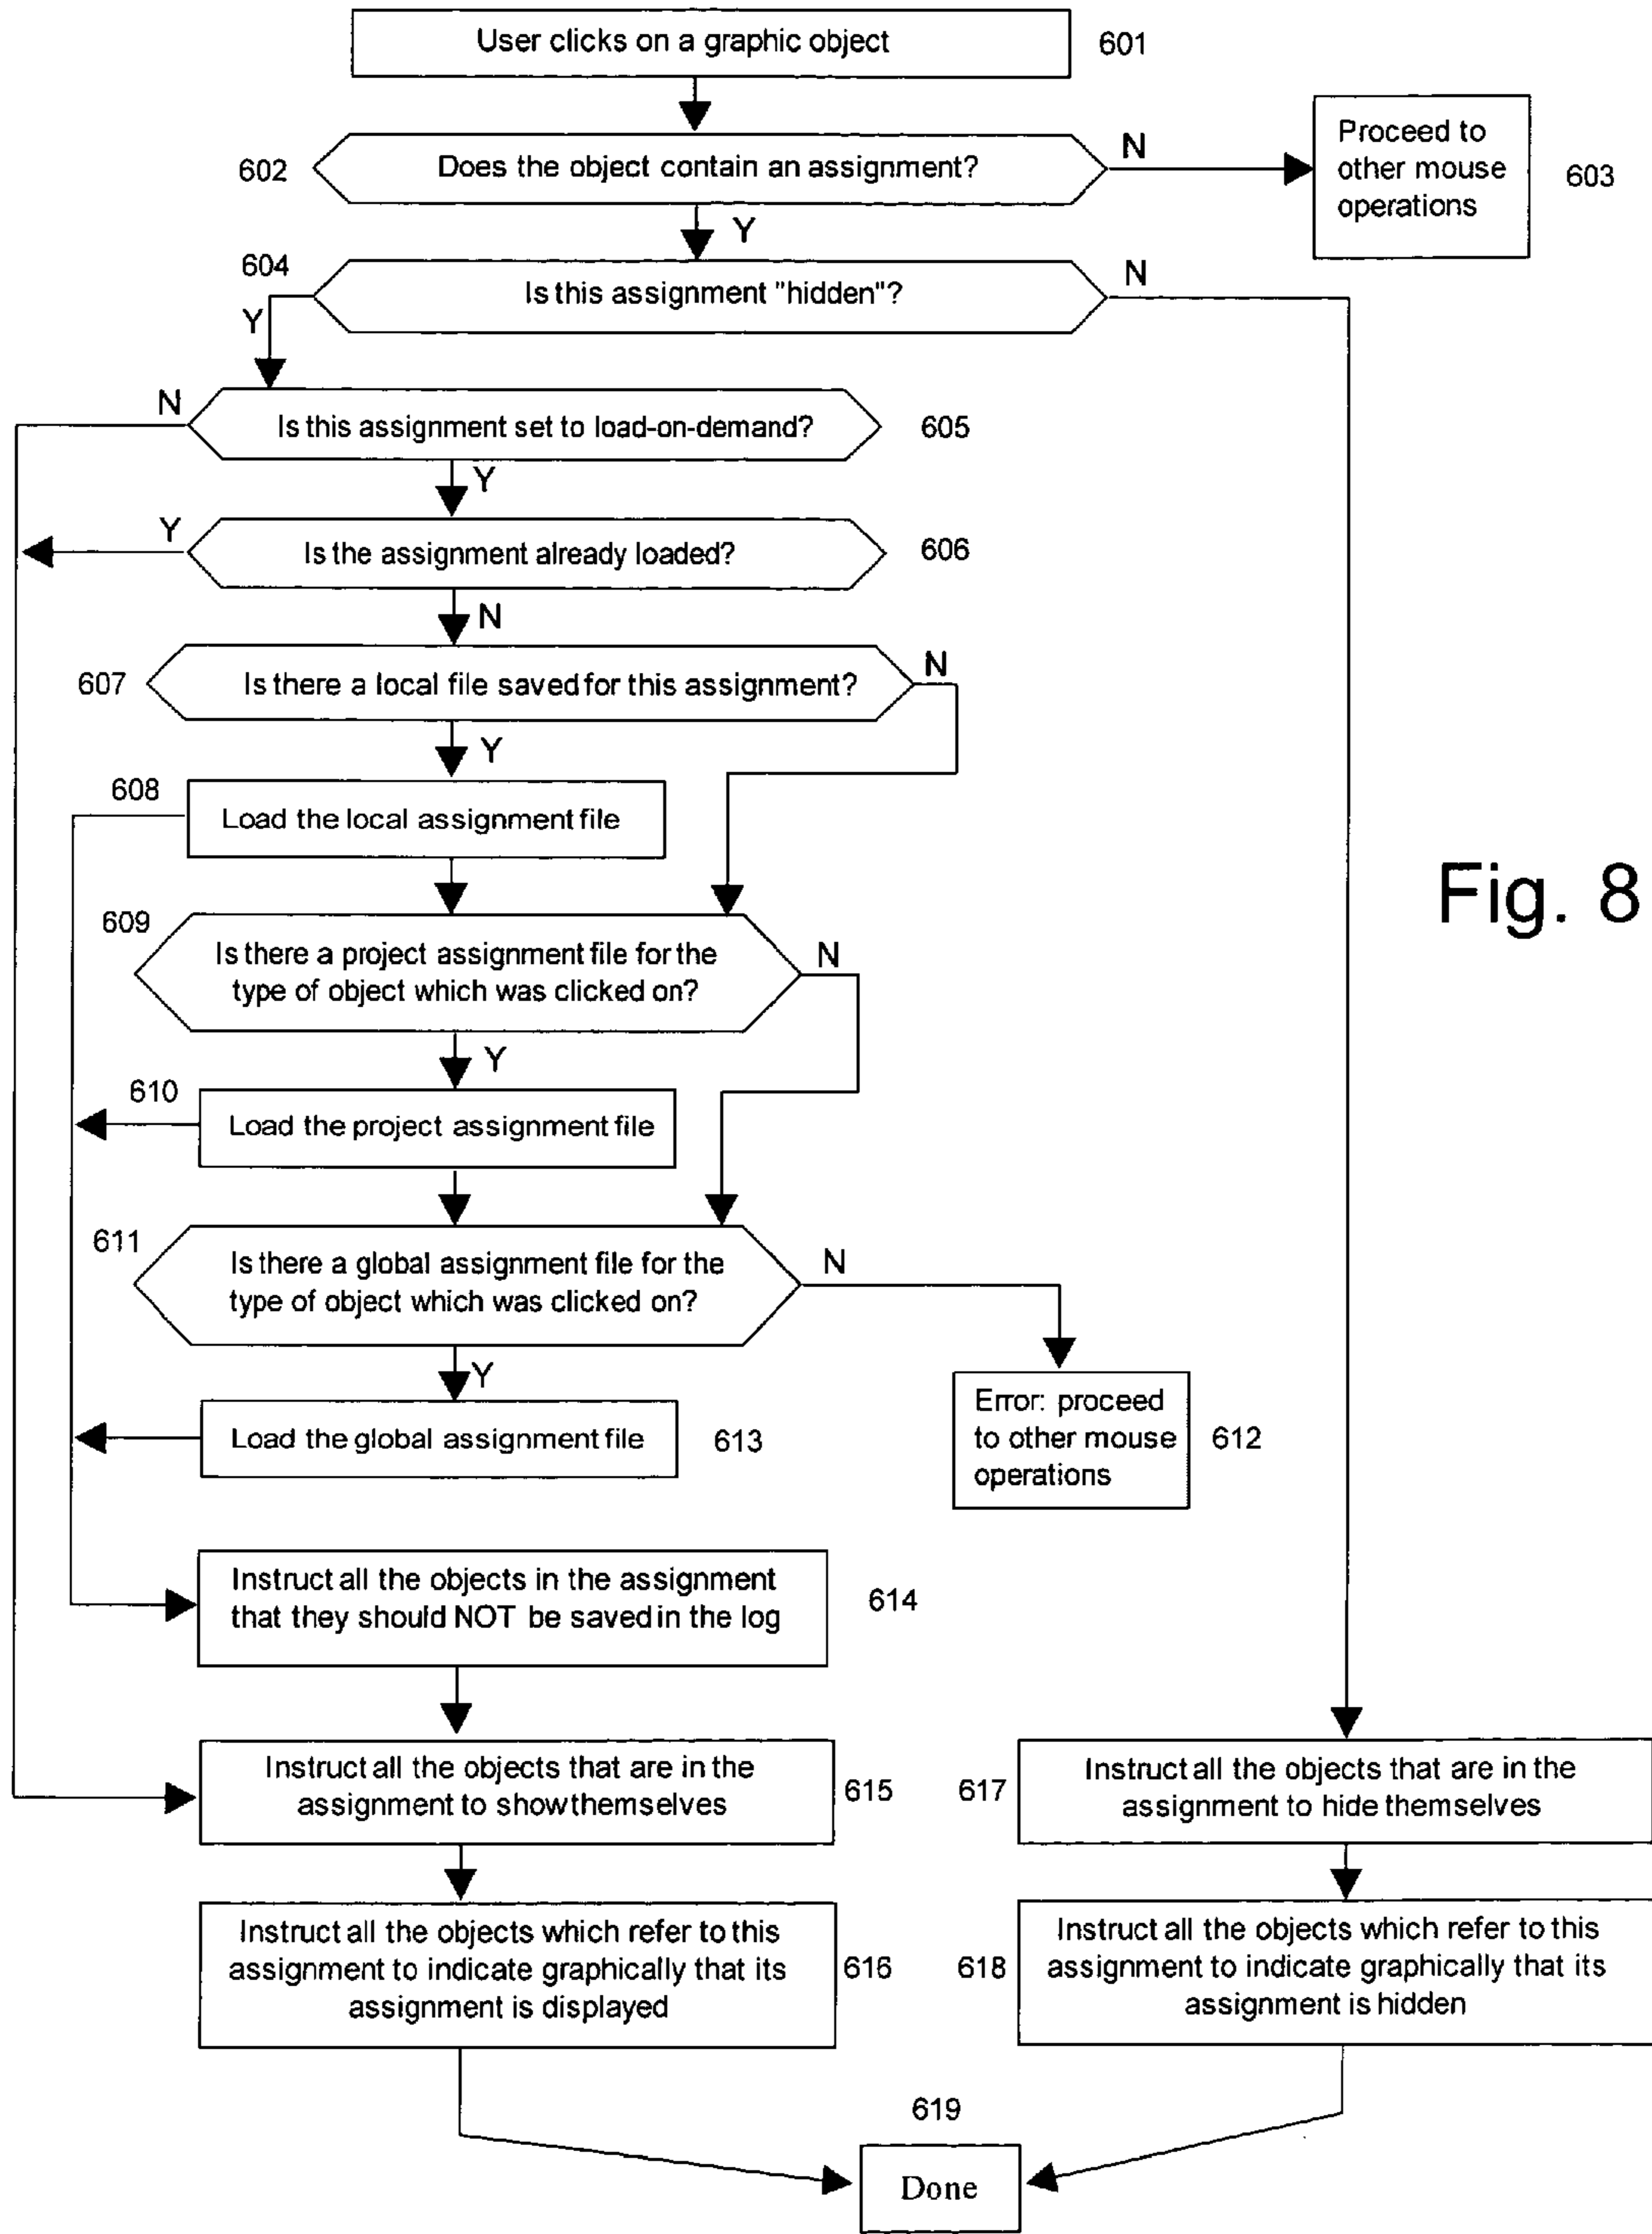 User clicks on a graphic object
601
602
Does the object contain an assignment?
N
Proceed to
other mouse
operations
603
Y
604
Is this assignment "hidden"?
N
Y
N
Is this assignment set to load-on-demand?
605
Y
Y
Is the assignment already loaded?
606
N
607
Is there a local file saved for this assignment?
N
Y
608
Load the local assignment file
Fig. 8
609
Is there a project assignment file for the
type of object which was clicked on?
N
Y
610
Load the project assignment file
611
Is there a global assignment file for the
type of object which was clicked on?
N
Y
Load the global assignment file
613
Error: proceed
to other mouse
operations
612
Instruct all the objects in the assignment
that they should NOT be saved in the log
614
Instruct all the objects that are in the
assignment to show themselves
615
617
Instruct all the objects that are in the
assignment to hide themselves
Instruct all the objects which refer to this
assignment to indicate graphically that its
assignment is displayed
616
618
Instruct all the objects which refer to this
assignment to indicate graphically that its
assignment is hidden
619
Done